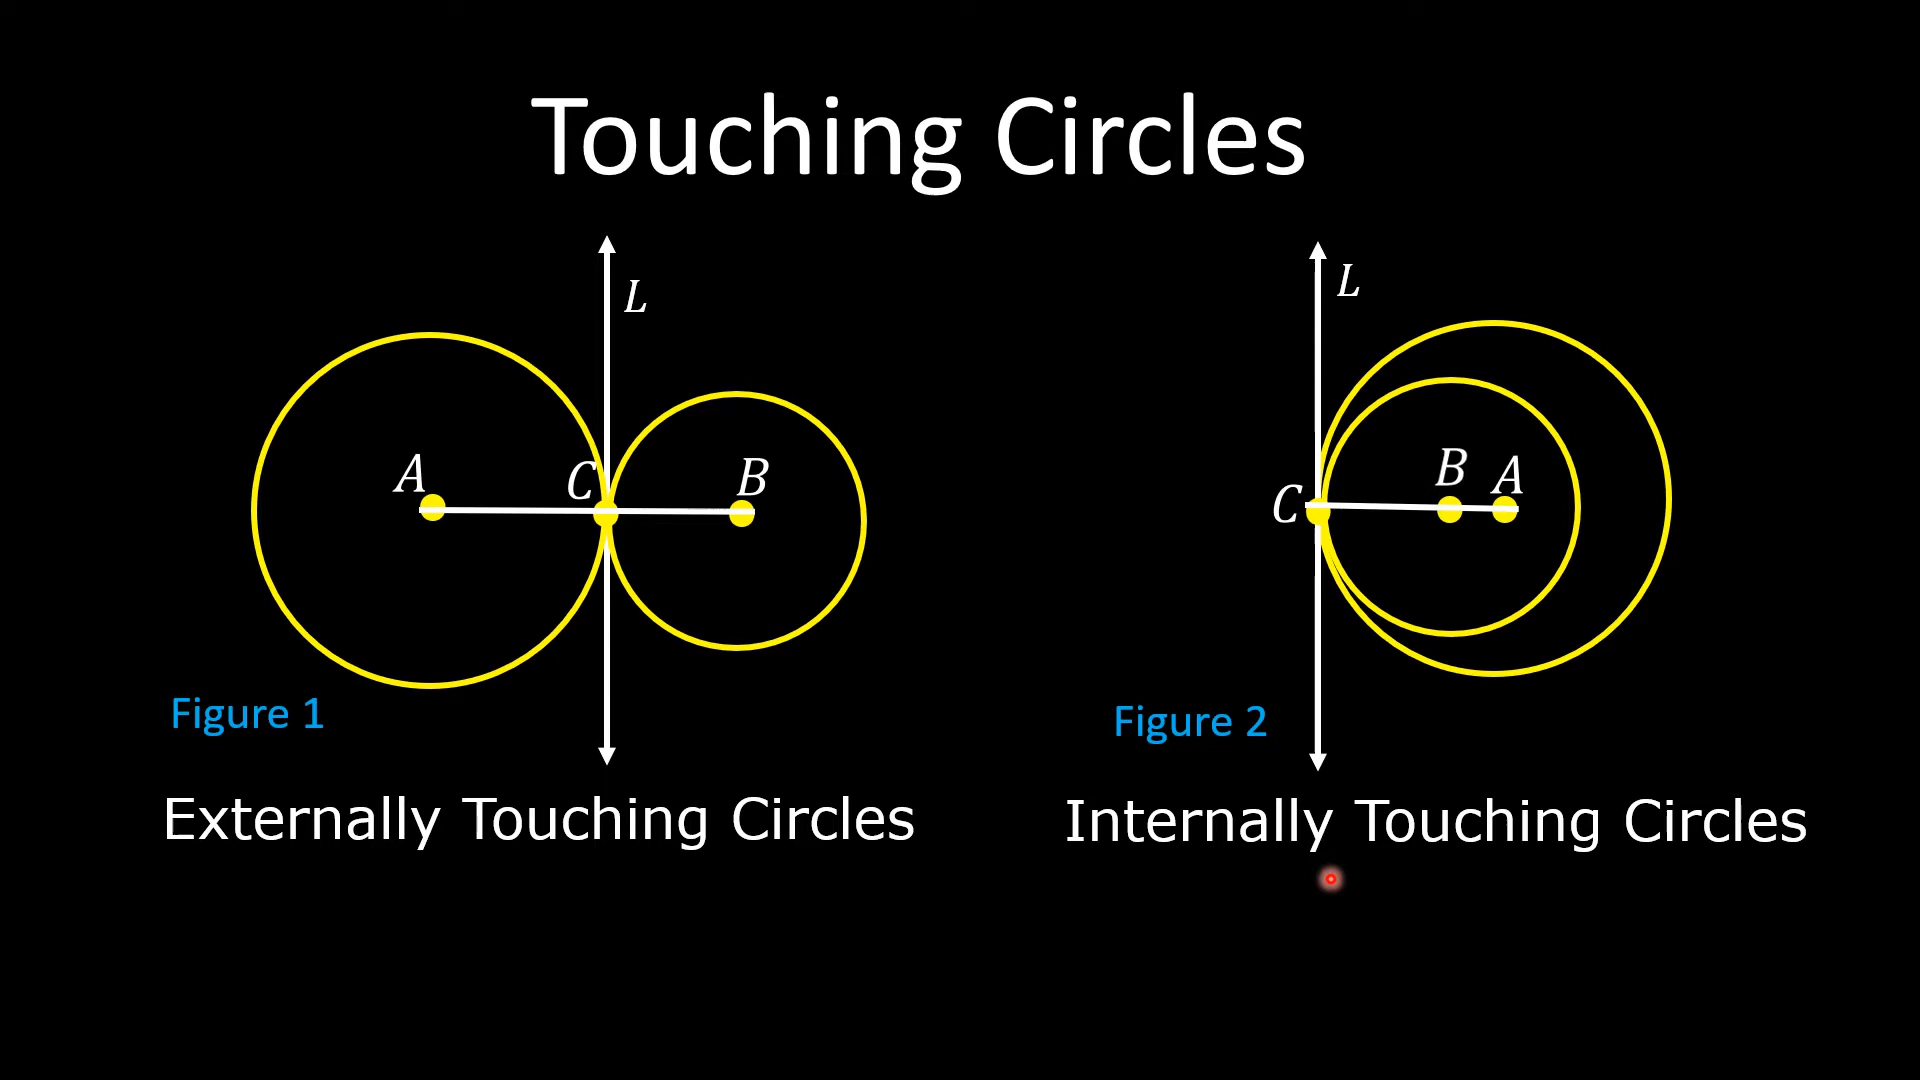 Touching Circles
L
A
C
B
Figure 1
Externally Touching Circles
L
B
A
C
Figure 2
Internally Touching Circles